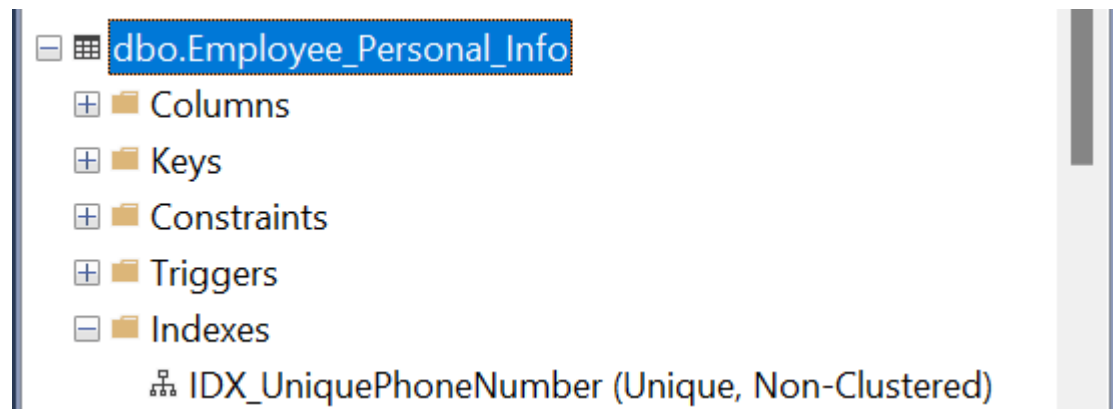 dbo.Employee_Personal_Info
Columns
Keys
Constraints
Triggers
Indexes
IDX_UniquePhoneNumber (Unique, Non-Clustered)